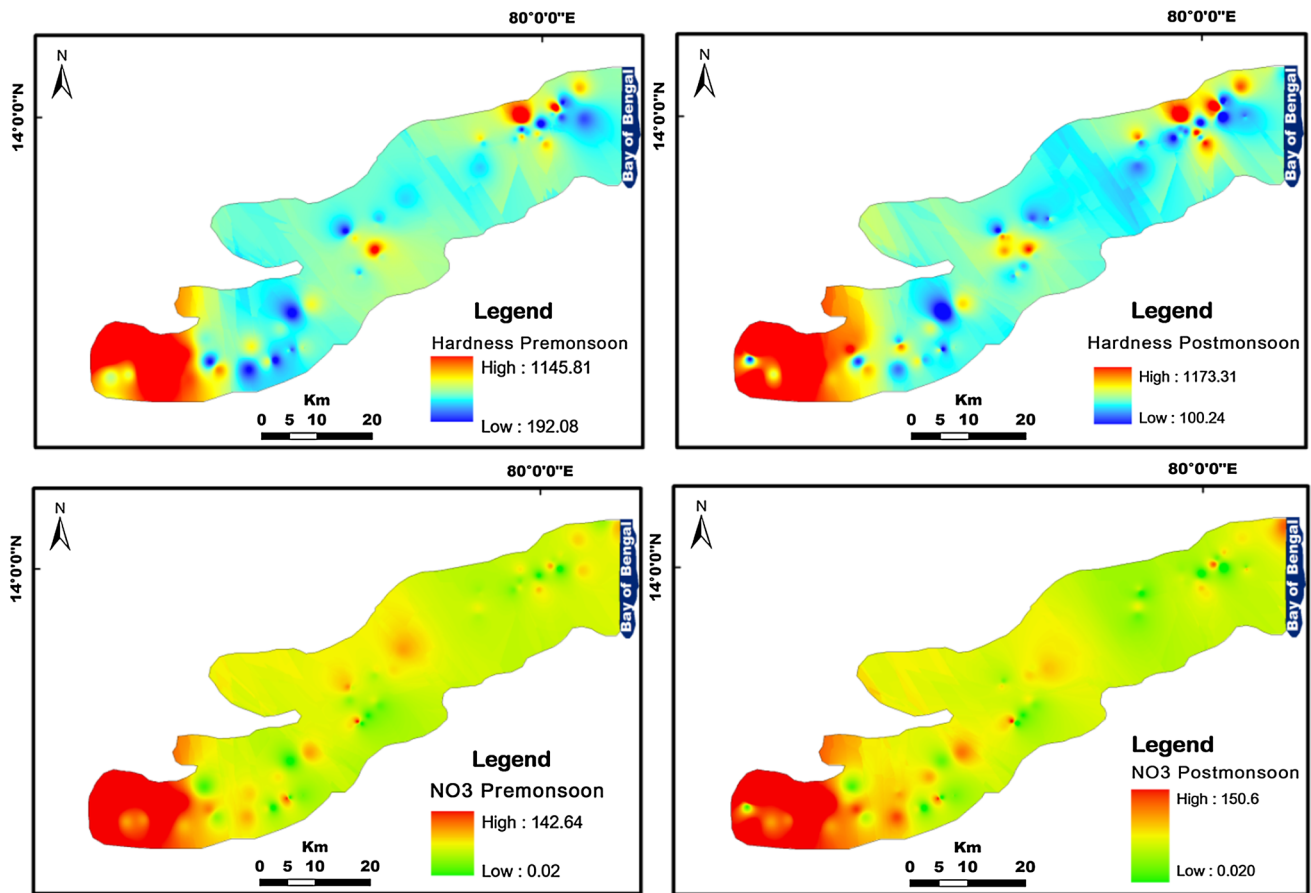 80°0'0"E
N
14°0'0"N
Bay of Bengal
Legend
Hardness Premonsoon
High : 1145.81
Low : 192.08
Km
0 5 10 20
80°0'0"E
N
14°0'0"N
Bay of Bengal
Legend
Hardness Postmonsoon
High : 1173.31
Low : 100.24
Km
0 5 10 20
80°0'0"E
N
14°0'0"N
Bay of Bengal
Legend
NO3 Premonsoon
High : 142.64
Low : 0.02
Km
0 5 10 20
80°0'0"E
N
14°0'0"N
Bay of Bengal
Legend
NO3 Postmonsoon
High : 150.6
Low : 0.020
Km
0 5 10 20